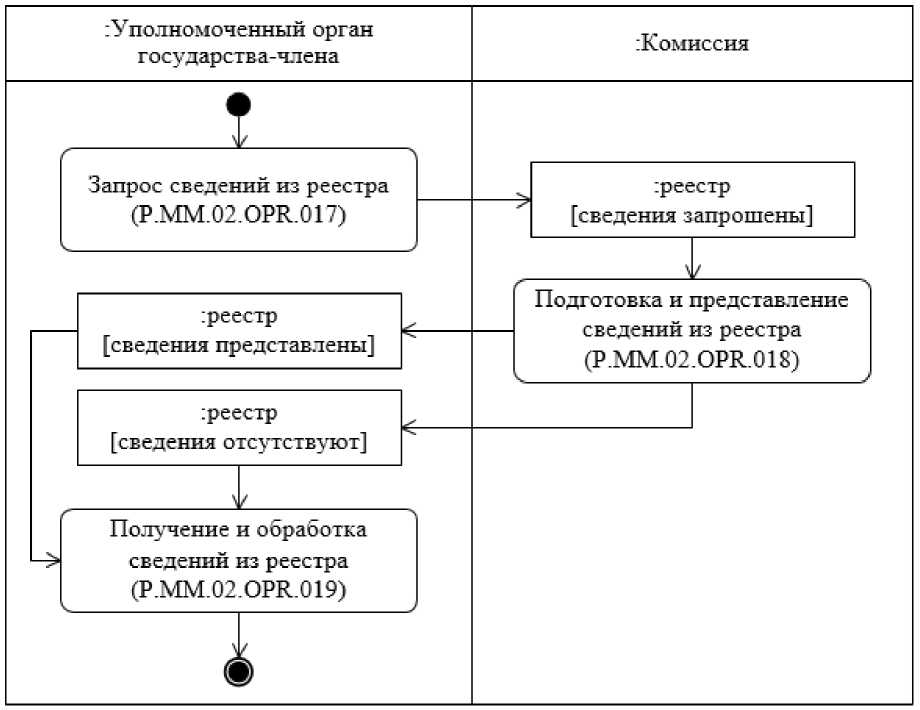 :Уполномоченный орган
государства-члена
:Комиссия
Запрос сведений из реестра
(P.MM.02.OPR.017)
:реестр
[сведения запрошены]
Подготовка и представление
сведений из реестра
(P.MM.02.OPR.018)
:реестр
[сведения представлены]
:реестр
[сведения отсутствуют]
Получение и обработка
сведений из реестра
(P.MM.02.OPR.019)